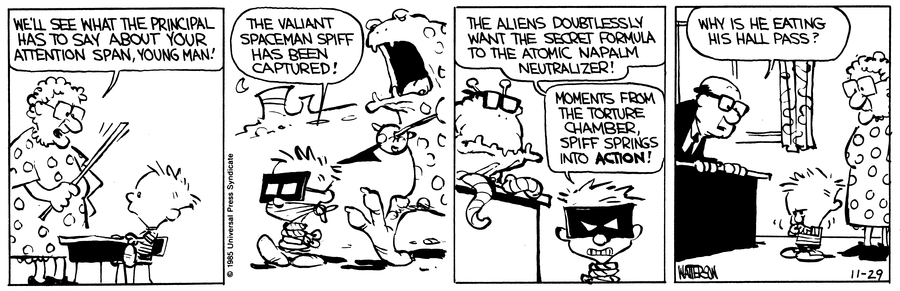 WE'LL SEE WHAT THE PRINCIPAL
HAS TO SAY ABOUT YOUR
ATTENTION SPAN, YOUNG MAN!
THE VALIANT
SPACEMAN SPIFF
HAS BEEN
CAPTURED!
© 1985 Universal Press Syndicate
THE ALIENS DOUBTLESSLY
WANT THE SECRET FORMULA
TO THE ATOMIC NAPALM
NEUTRALIZER!
MOMENTS FROM
THE TORTURE
CHAMBER,
SPIFF SPRINGS
INTO ACTION!
WHY IS HE EATING
HIS HALL PASS?
WATTERSON
11-29